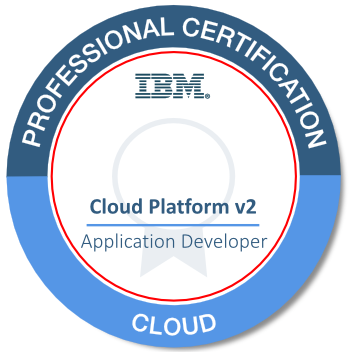 PROFESSIONAL CERTIFICATION
IBM®
Cloud Platform v2
Application Developer
CLOUD